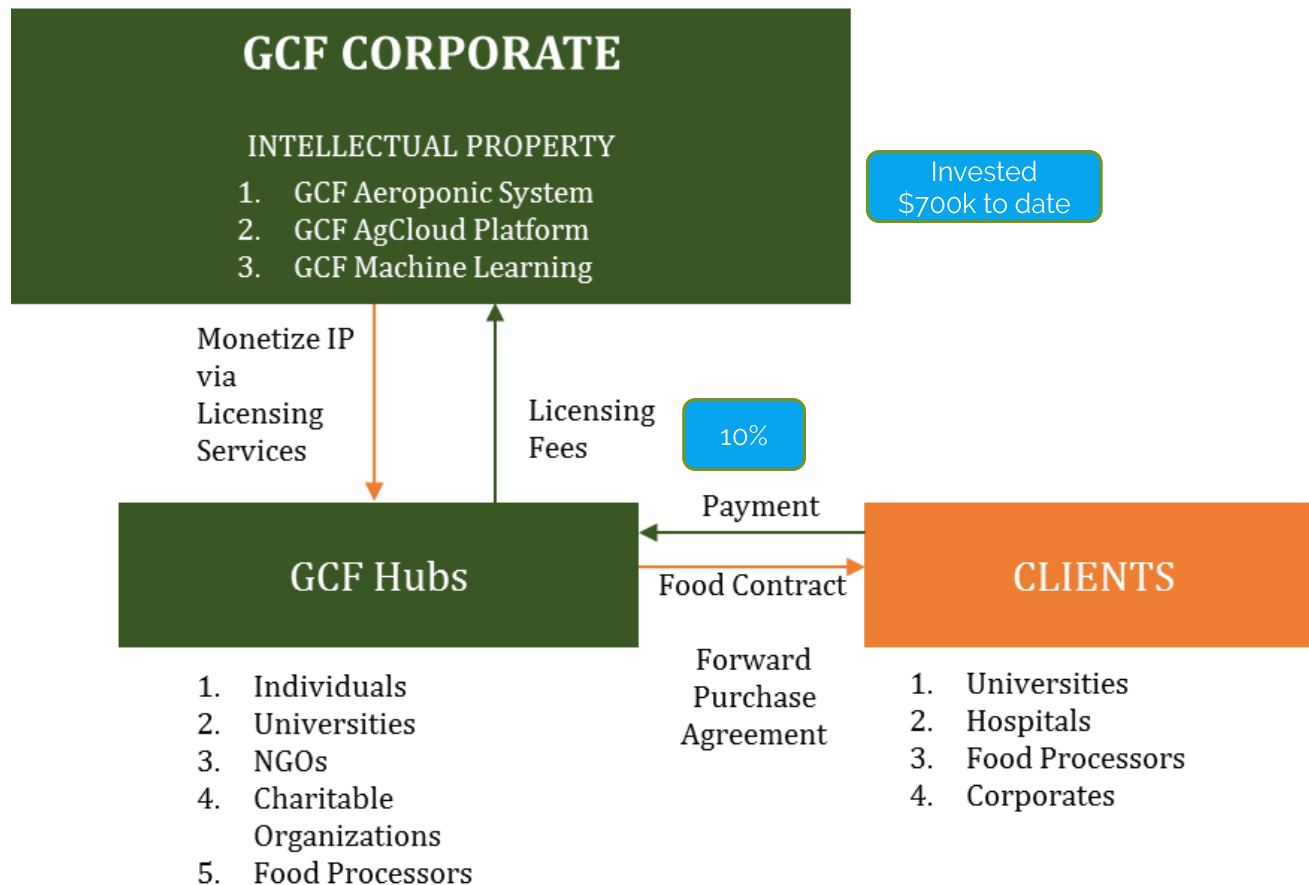 GCF CORPORATE
INTELLECTUAL PROPERTY
1. GCF Aeroponic System
2. GCF AgCloud Platform
3. GCF Machine Learning
Invested
$700k to date
Monetize IP
via
Licensing
Services
Licensing
Fees
10%
Payment
GCF Hubs
Food Contract
CLIENTS
Forward
Purchase
Agreement
1. Individuals
2. Universities
3. NGOs
4. Charitable
Organizations
5. Food Processors
1. Universities
2. Hospitals
3. Food Processors
4. Corporates